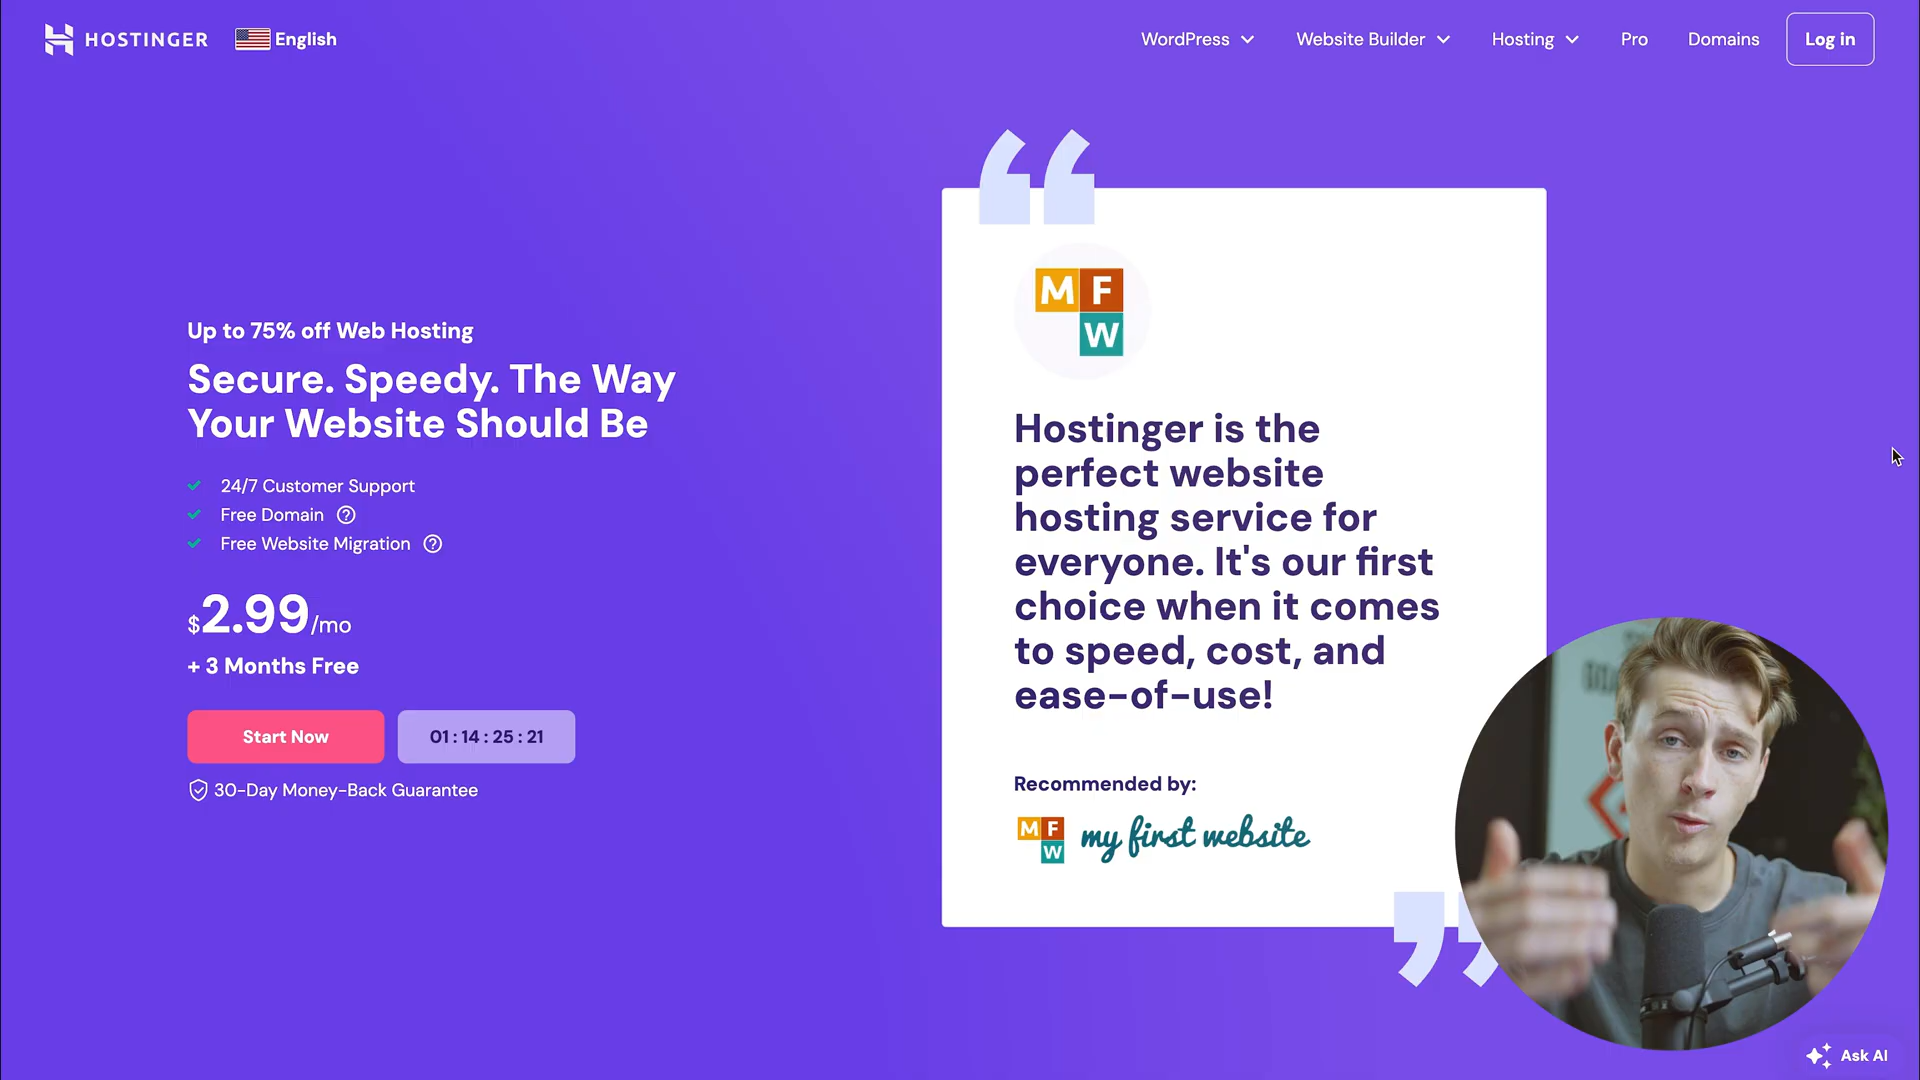 HOSTINGER
English
WordPress
Website Builder
Hosting
Pro
Domains
Log in
Up to 75% off Web Hosting
Secure. Speedy. The Way
Your Website Should Be
24/7 Customer Support
Free Domain
Free Website Migration
$2.99/mo
+ 3 Months Free
Start Now
01 : 14 : 25 : 21
30-Day Money-Back Guarantee
“
M F
W
Hostinger is the
perfect website
hosting service for
everyone. It's our first
choice when it comes
to speed, cost, and
ease-of-use!
Recommended by:
M F
W
my first website
”
Ask AI